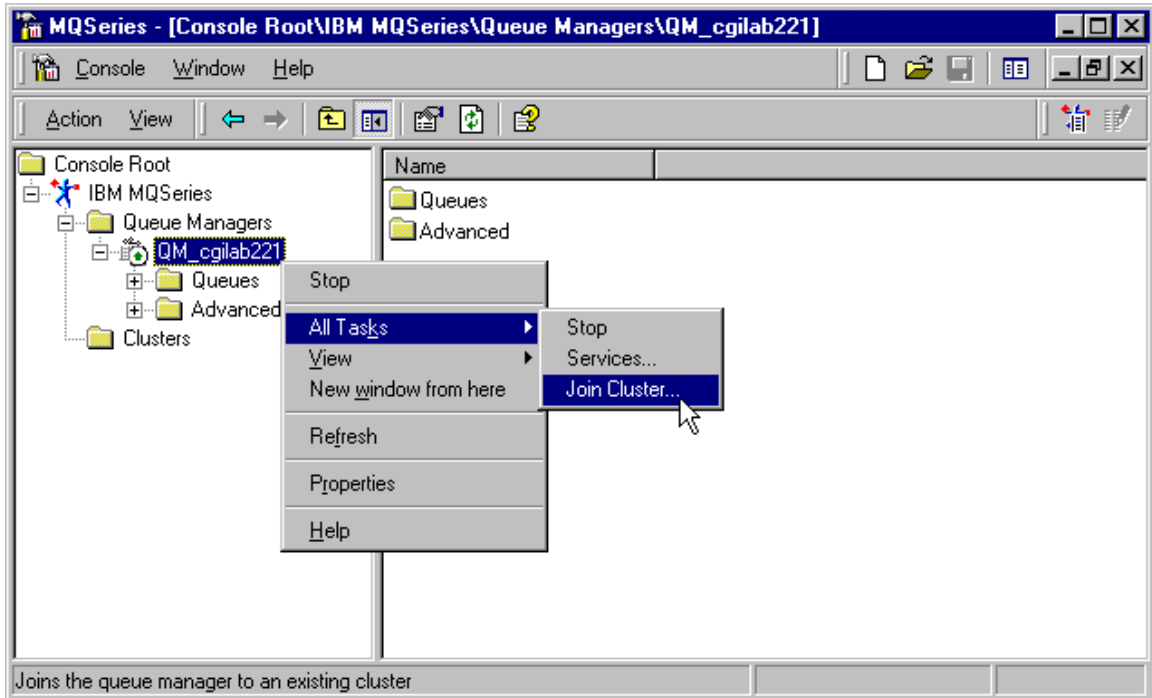 MQSeries - [Console Root\IBM MQSeries\Queue Managers\QM_cgilab221]
Console Window Help
Action View
Console Root
IBM MQSeries
Queue Managers
QM_cgilab221
Queues
Advanced
Clusters
Name
Queues
Advanced
Stop
All Tasks
View
New window from here
Refresh
Properties
Help
Stop
Services...
Join Cluster...
Joins the queue manager to an existing cluster